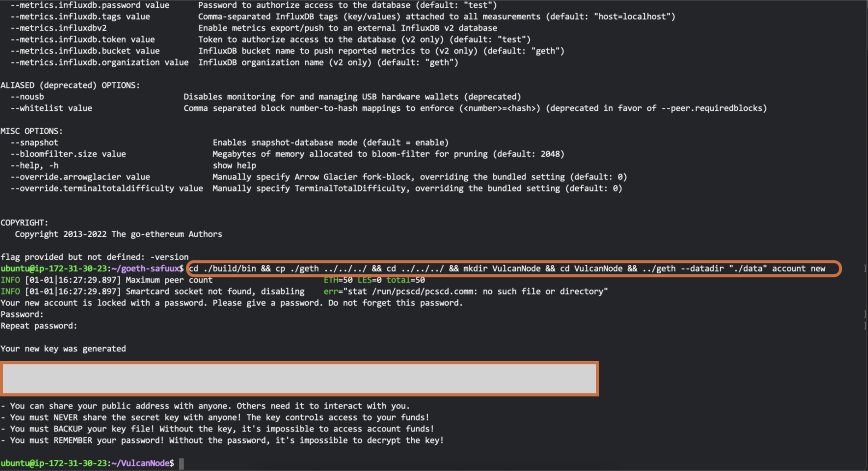 --metrics.influxdb.password value Password to authorize access to the database (default: "test")
--metrics.influxdb.tags value Comma-separated InfluxDB tags (key/values) attached to all measurements (default: "host=localhost")
--metrics.influxdbv2 Enable metrics export/push to an external InfluxDB v2 database
--metrics.influxdb.token value Token to authorize access to the database (v2 only) (default: "test")
--metrics.influxdb.bucket value InfluxDB bucket name to push reported metrics to (v2 only) (default: "geth")
--metrics.influxdb.organization value InfluxDB organization name (v2 only) (default: "geth")
ALIASED (deprecated) OPTIONS:
--nousb Disables monitoring for and managing USB hardware wallets (deprecated)
--whitelist value Comma separated block number-to-hash mappings to enforce (<number>=<hash>) (deprecated in favor of --peer.requiredblocks)
MISC OPTIONS:
--snapshot Enables snapshot-database mode (default = enable)
--bloomfilter.size value Megabytes of memory allocated to bloom-filter for pruning (default: 2048)
--help, -h show help
--override.arrowglacier value Manually specify Arrow Glacier fork-block, overriding the bundled setting (default: 0)
--override.terminaltotaldifficulty value Manually specify TerminalTotalDifficulty, overriding the bundled setting (default: 0)
COPYRIGHT:
Copyright 2013-2022 The go-ethereum Authors
flag provided but not defined: -version
ubuntu@ip-172-31-30-23:~/goeth-safuux$ cd ./build/bin && cp ./geth ../../../ && cd ../../../ && mkdir VulcanNode && cd VulcanNode && ../geth --datadir "./data" account new
INFO [01-01|16:27:29.897] Maximum peer count ETH=50 LES=0 total=50
INFO [01-01|16:27:29.897] Smartcard socket not found, disabling err="stat /run/pcscd/pcscd.comm: no such file or directory"
Your new account is locked with a password. Please give a password. Do not forget this password.
Password:
Repeat password:
Your new key was generated
- You can share your public address with anyone. Others need it to interact with you.
- You must NEVER share the secret key with anyone! The key controls access to your funds!
- You must BACKUP your key file! Without the key, it's impossible to access account funds!
- You must REMEMBER your password! Without the password, it's impossible to decrypt the key!
ubuntu@ip-172-31-30-23:~/VulcanNode$